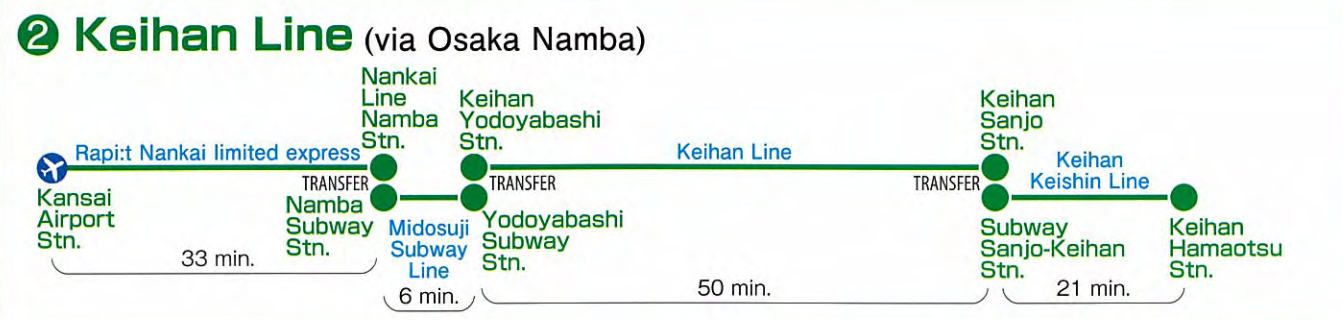 2 Keihan Line (via Osaka Namba)
Nankai
Line
Namba
Stn.
Keihan
Yodoyabashi
Stn.
Keihan
Sanjo
Stn.
Rapi:t Nankai limited express
Keihan Line
Keihan
Keishin Line
TRANSFER
TRANSFER
TRANSFER
Kansai
Airport
Stn.
Namba
Subway
Stn.
Midosuji
Subway
Line
Yodoyabashi
Subway
Stn.
Subway
Sanjo-Keihan
Stn.
Keihan
Hamaotsu
Stn.
33 min.
6 min.
50 min.
21 min.